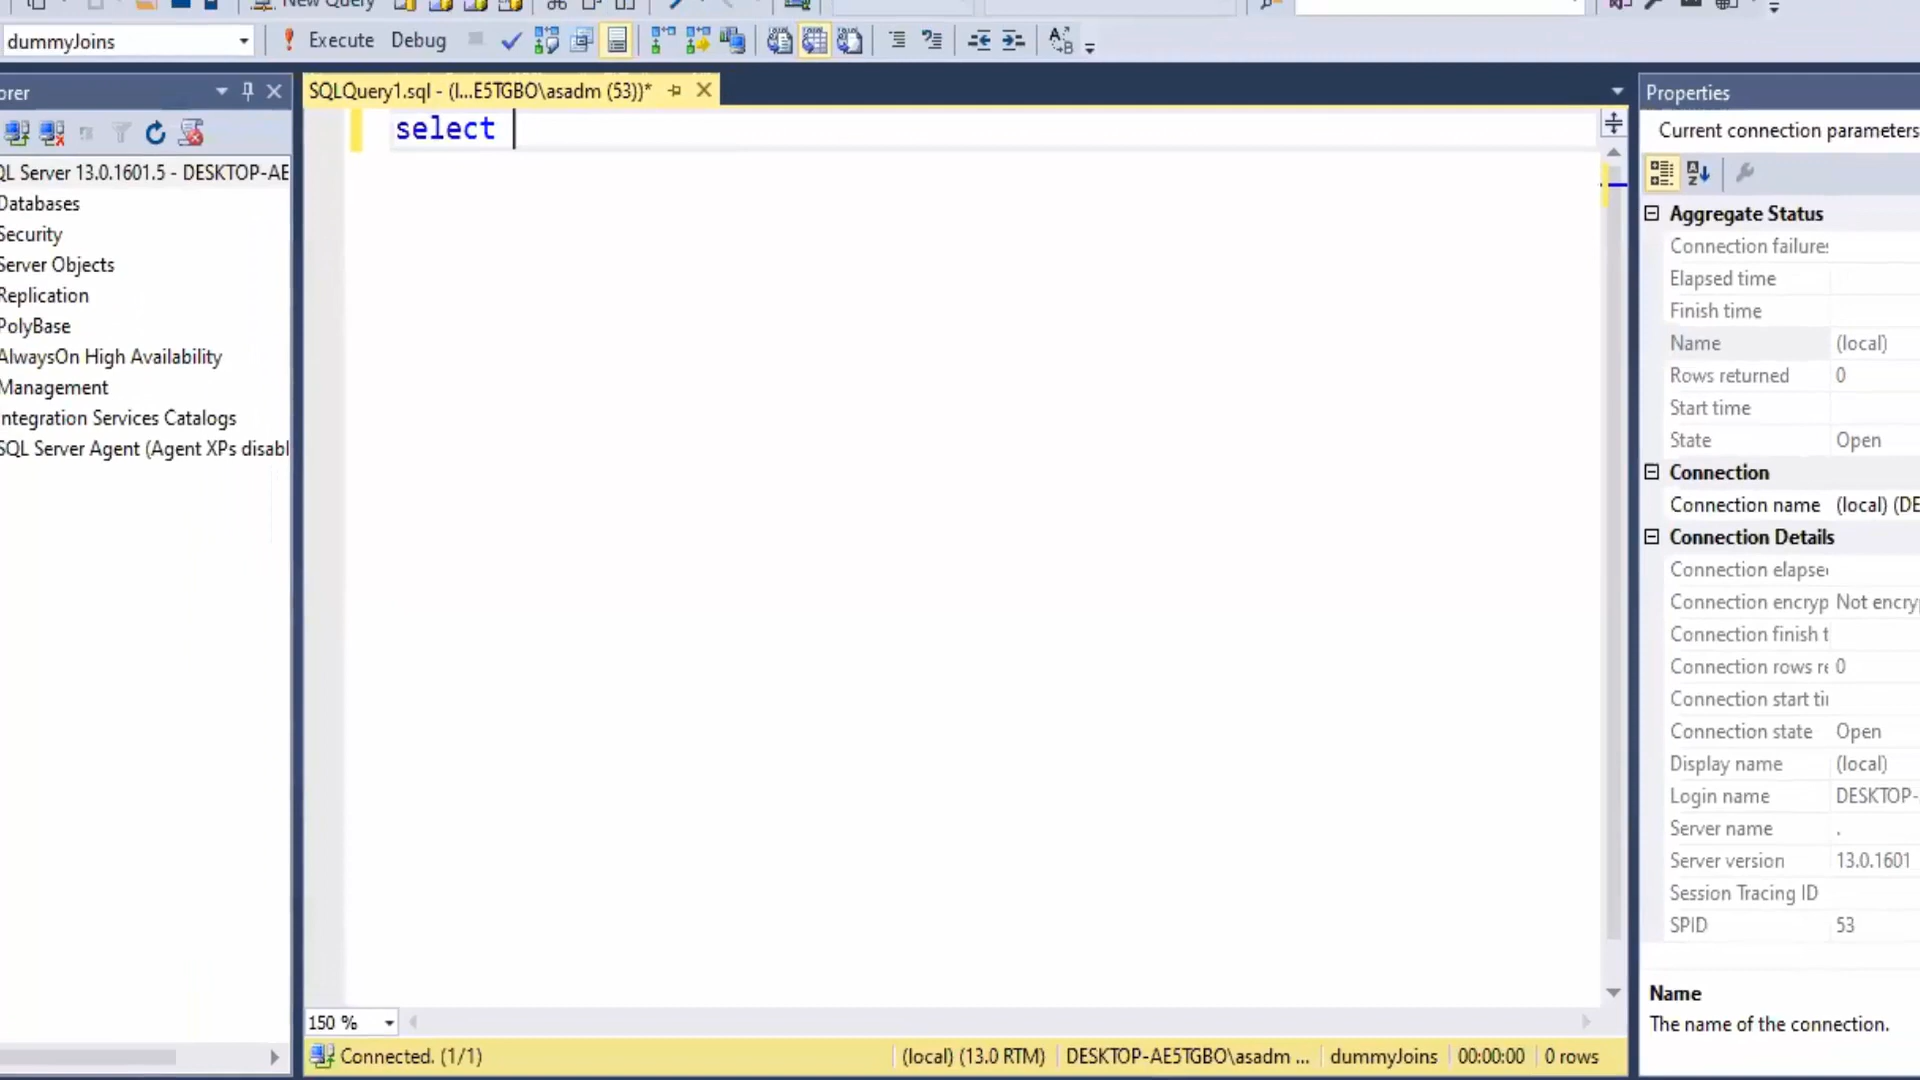 New Query
dummyJoins
Execute
Debug
orer
SQLQuery1.sql - (l...E5TGBO\asadm (53))*
Properties
select
Current connection parameters
QL Server 13.0.1601.5 - DESKTOP-AE
Databases
Security
Server Objects
Replication
PolyBase
AlwaysOn High Availability
Management
ntegration Services Catalogs
SQL Server Agent (Agent XPs disabl
Aggregate Status
Connection failures
Elapsed time
Finish time
Name (local)
Rows returned 0
Start time
State Open
Connection
Connection name (local) (DE
Connection Details
Connection elapse
Connection encryp Not encry
Connection finish t
Connection rows re 0
Connection start ti
Connection state Open
Display name (local)
Login name DESKTOP-
Server name .
Server version 13.0.1601
Session Tracing ID
SPID 53
Name
The name of the connection.
150 %
Connected. (1/1)
(local) (13.0 RTM)
DESKTOP-AE5TGBO\asadm ...
dummyJoins
00:00:00
0 rows